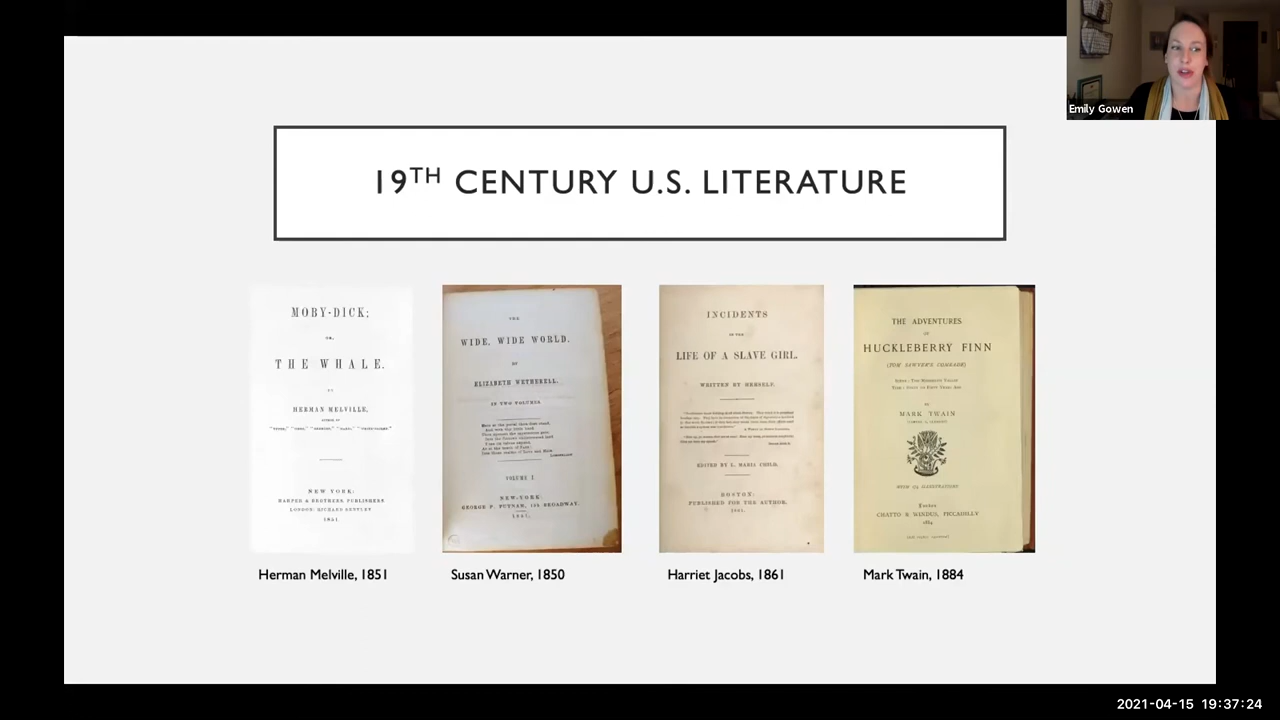 Emily Gowen
19TH CENTURY U.S. LITERATURE
MOBY-DICK;
OR,
THE WHALE.
BY
HERMAN MELVILLE,
AUTHOR OF
NEW YORK:
HARPER & BROTHERS, PUBLISHERS.
LONDON: RICHARD BENTLEY
1851
THE
WIDE, WIDE WORLD.
BY
ELIZABETH WETHERELL.
IN TWO VOLUMES
VOLUME I.
NEW-YORK:
GEORGE P. PUTNAM, 155 BROADWAY.
INCIDENTS
IN THE
LIFE OF A SLAVE GIRL.
WRITTEN BY HERSELF.
EDITED BY L. MARIA CHILD.
BOSTON:
PUBLISHED FOR THE AUTHOR.
1861.
THE ADVENTURES
OF
HUCKLEBERRY FINN
(TOM SAWYER'S COMRADE)
BY
MARK TWAIN
London
CHATTO & WINDUS, PICCADILLY
1884
Herman Melville, 1851
Susan Warner, 1850
Harriet Jacobs, 1861
Mark Twain, 1884
2021-04-15 19:37:24